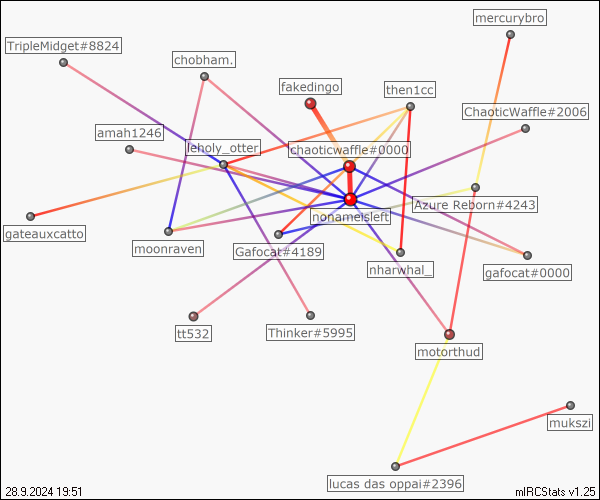 mercurybro
TripleMidget#8824
chobham.
fakedingo
then1cc
ChaoticWaffle#2006
amah1246
leholy_otter
chaoticwaffle#0000
Azure Reborn#4243
nonameisleft
gateauxcatto
moonraven
Gafocat#4189
nharwhal_
gafocat#0000
tt532
Thinker#5995
motorthud
mukszi
lucas das oppai#2396
28.9.2024 19:51
mIRCStats v1.25